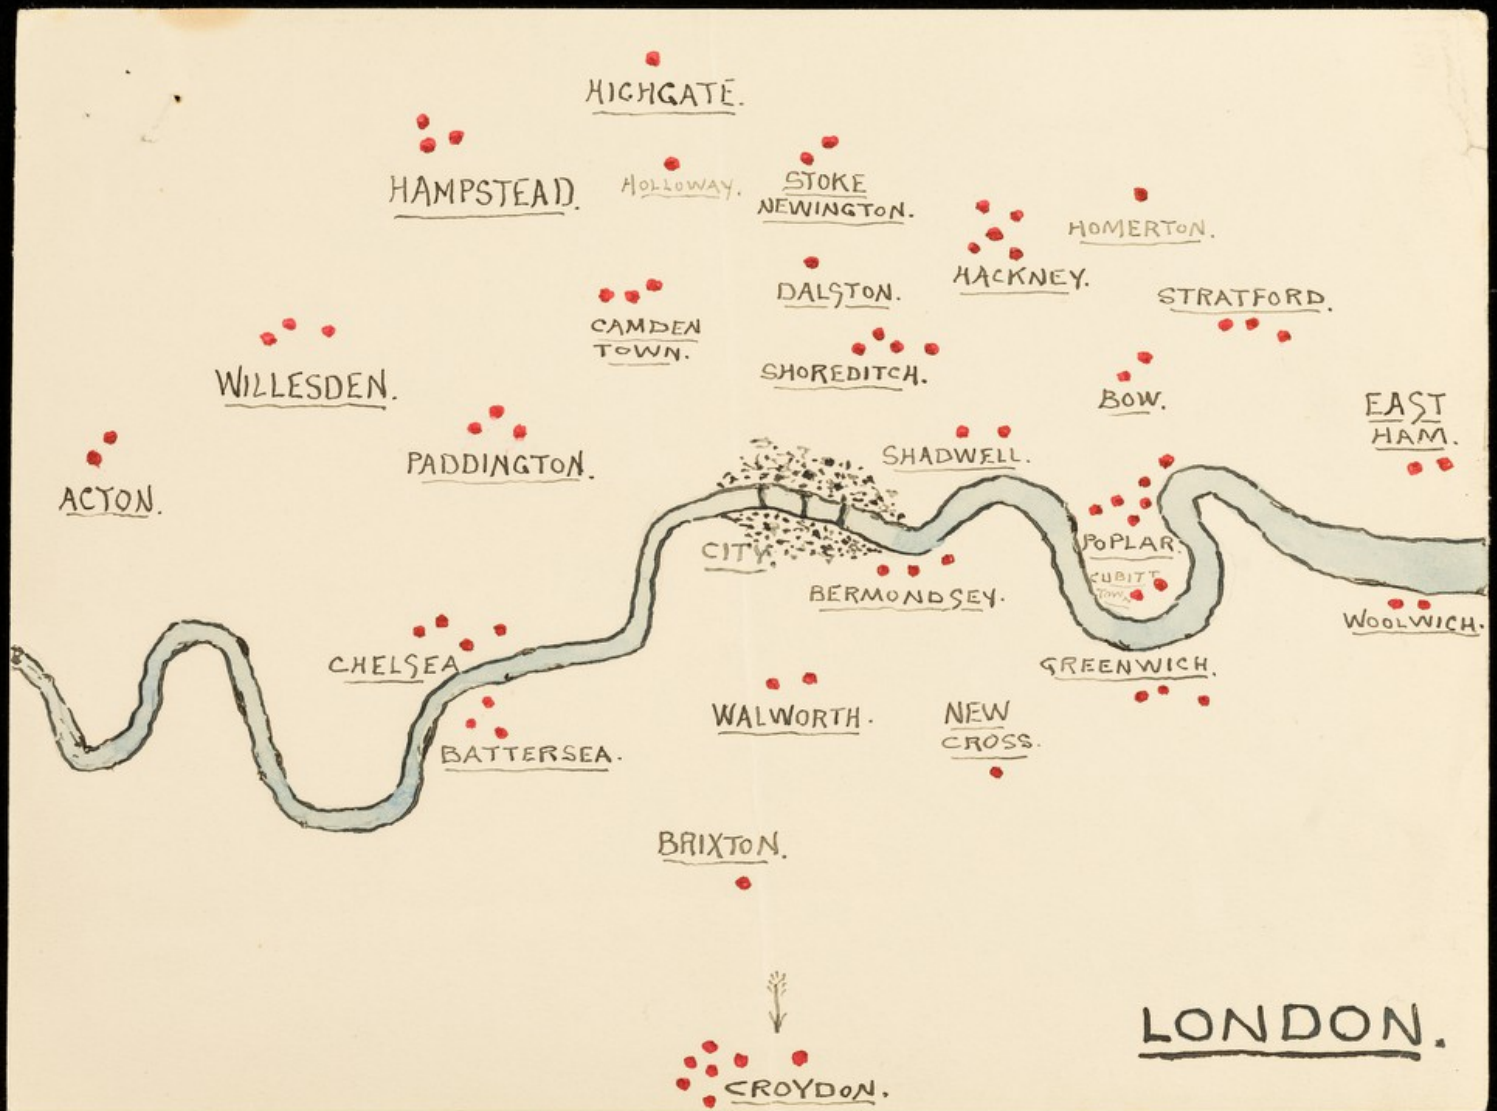 HIGHGATE.
HAMPSTEAD.
HOLLOWAY.
STOKE
NEWINGTON.
HOMERTON.
HACKNEY.
DALSTON.
STRATFORD.
CAMDEN
TOWN.
SHOREDITCH.
WILLESDEN.
BOW.
EAST
HAM.
PADDINGTON.
SHADWELL.
ACTON.
CITY.
POPLAR.
CUBITT
TOWN.
BERMONDSEY.
WOOLWICH.
CHELSEA
GREENWICH.
BATTERSEA.
WALWORTH.
NEW
CROSS.
BRIXTON.
LONDON.
CROYDON.